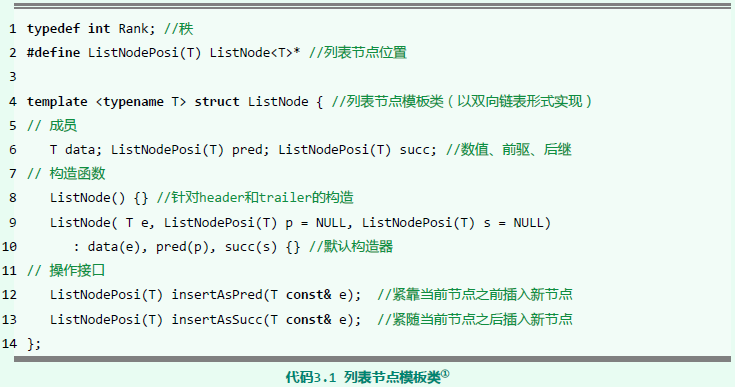 1 typedef int Rank; //秩
2 #define ListNodePosi(T) ListNode<T>* //列表节点位置
3
4 template <typename T> struct ListNode { //列表节点模板类（以双向链表形式实现）
5 // 成员
6    T data; ListNodePosi(T) pred; ListNodePosi(T) succ; //数值、前驱、后继
7 // 构造函数
8    ListNode() {} //针对header和trailer的构造
9    ListNode( T e, ListNodePosi(T) p = NULL, ListNodePosi(T) s = NULL)
10       : data(e), pred(p), succ(s) {} //默认构造器
11 // 操作接口
12    ListNodePosi(T) insertAsPred(T const& e);  //紧靠当前节点之前插入新节点
13    ListNodePosi(T) insertAsSucc(T const& e);  //紧随当前节点之后插入新节点
14 };
代码3.1 列表节点模板类①